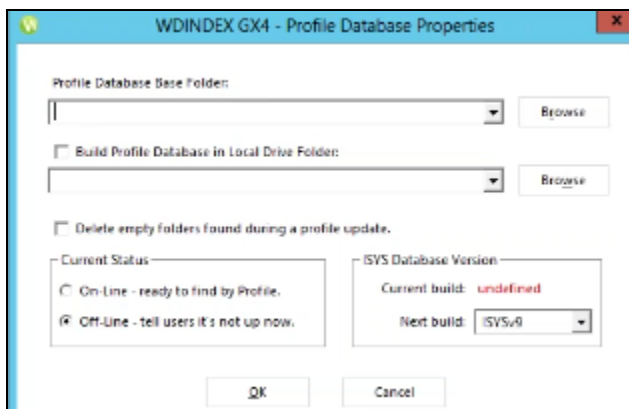 WDINDEX GX4 - Profile Database Properties
x
Profile Database Base Folder:
Browse
Build Profile Database in Local Drive Folder:
Browse
Delete empty folders found during a profile update.
Current Status
On-Line - ready to find by Profile.
Off-Line - tell users it's not up now.
ISYS Database Version
Current build: undefined
Next build: ISYSv9
OK
Cancel